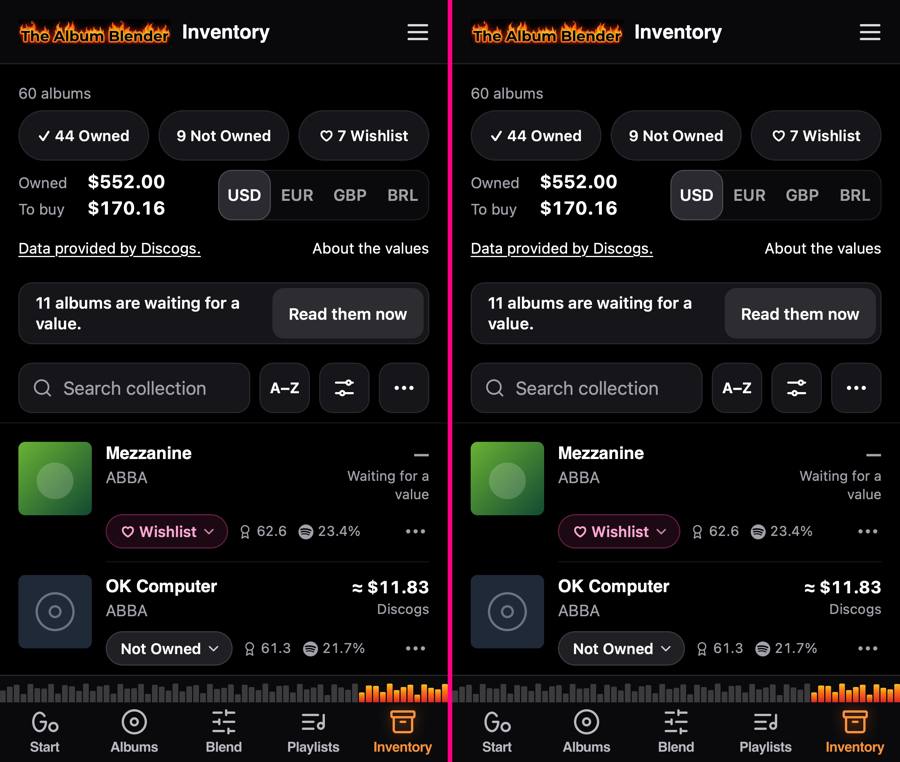 The Album Blender Inventory
60 albums
44 Owned
9 Not Owned
7 Wishlist
Owned $552.00
To buy $170.16
USD EUR GBP BRL
Data provided by Discogs.
About the values
11 albums are waiting for a
value.
Read them now
Search collection
A–Z
Mezzanine
—
ABBA
Waiting for a
value
Wishlist
62.6
23.4%
OK Computer
≈ $11.83
ABBA
Discogs
Not Owned
61.3
21.7%
Go
Start
Albums
Blend
Playlists
Inventory
The Album Blender Inventory
60 albums
44 Owned
9 Not Owned
7 Wishlist
Owned $552.00
To buy $170.16
USD EUR GBP BRL
Data provided by Discogs.
About the values
11 albums are waiting for a
value.
Read them now
Search collection
A–Z
Mezzanine
—
ABBA
Waiting for a
value
Wishlist
62.6
23.4%
OK Computer
≈ $11.83
ABBA
Discogs
Not Owned
61.3
21.7%
Go
Start
Albums
Blend
Playlists
Inventory